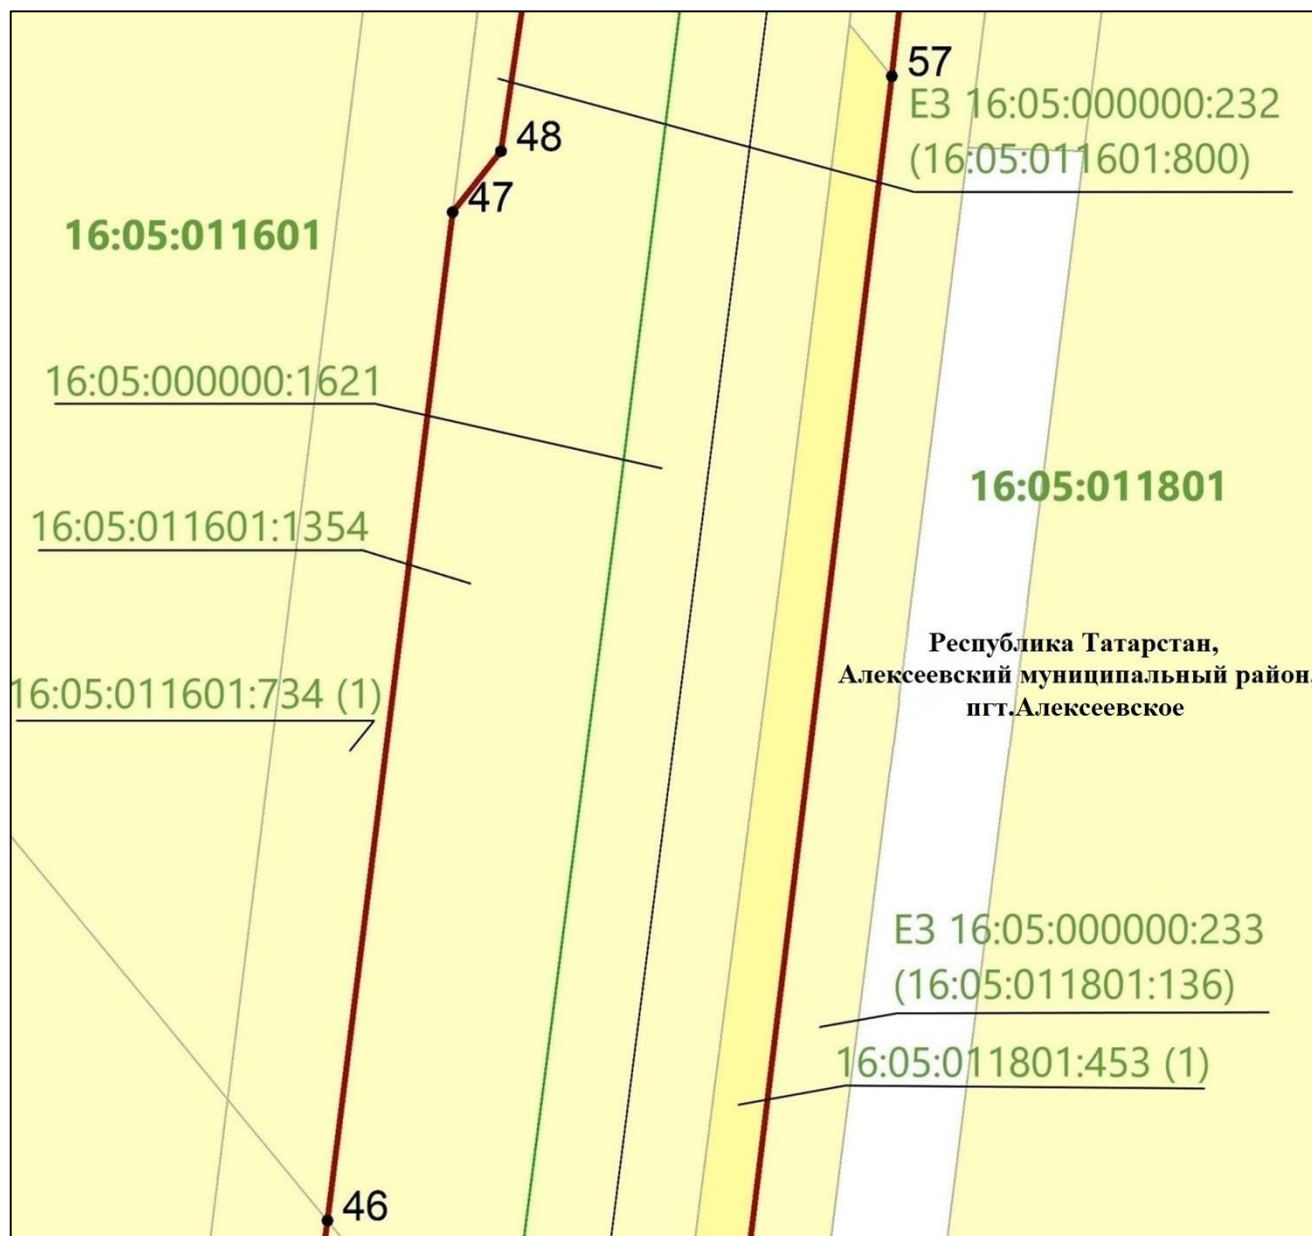 57
ЕЗ 16:05:000000:232
(16:05:011601:800)
48
47
16:05:011601
16:05:000000:1621
16:05:011801
16:05:011601:1354
Республика Татарстан,
Алексеевский муниципальный район,
пгт.Алексеевское
16:05:011601:734 (1)
ЕЗ 16:05:000000:233
(16:05:011801:136)
16:05:011801:453 (1)
46